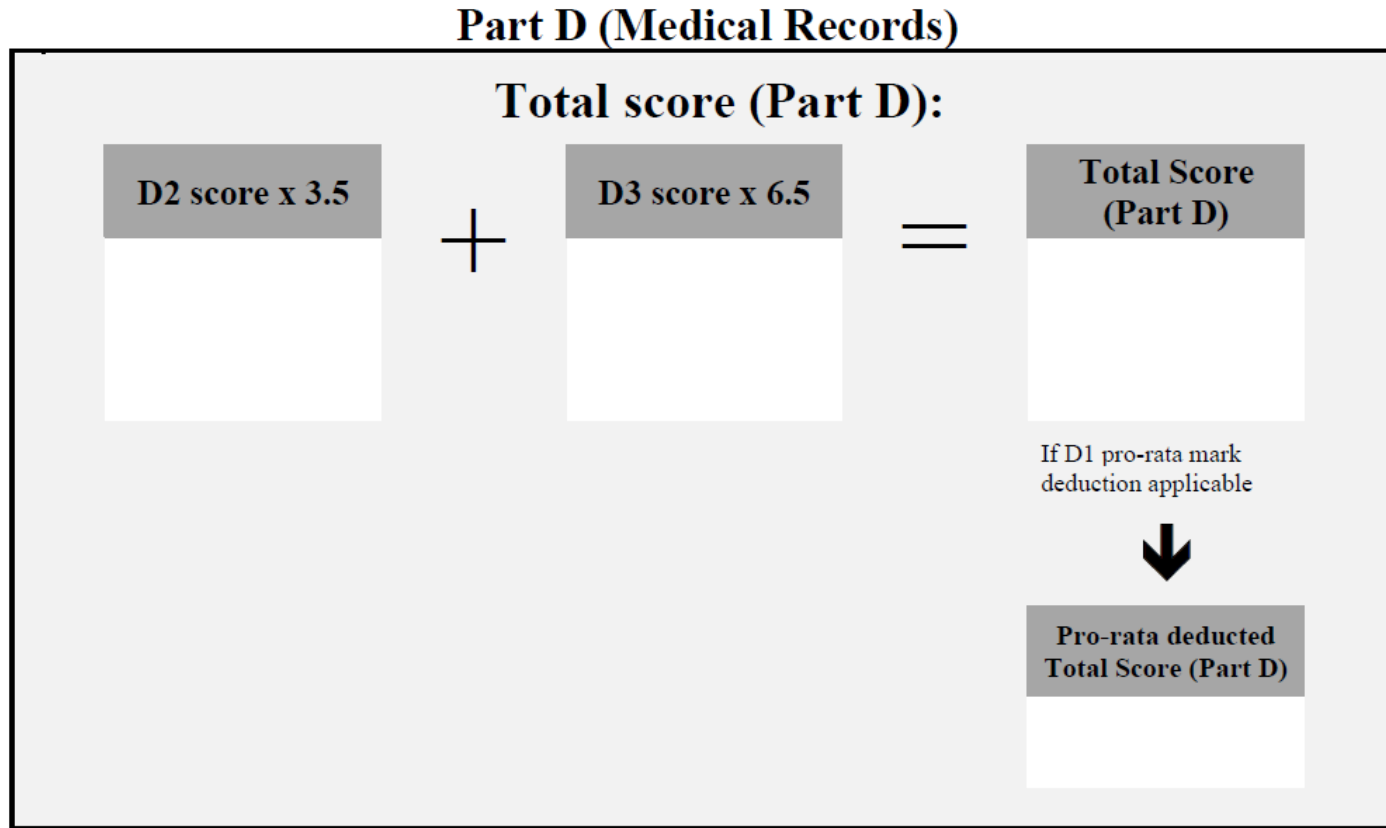 Part D (Medical Records)
Total score (Part D):
D2 score x 3.5
+
D3 score x 6.5
=
Total Score
(Part D)
If D1 pro-rata mark
deduction applicable
Pro-rata deducted
Total Score (Part D)